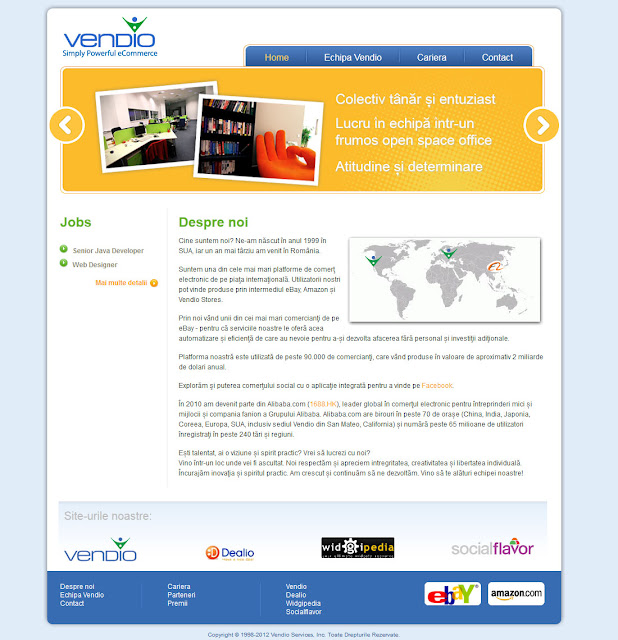 VENDIO
Simply Powerful eCommerce
Home Echipa Vendio Cariera Contact
Colectiv tânăr și entuziast
Lucru în echipă într-un
frumos open space office
Atitudine și determinare
Jobs
Senior Java Developer
Web Designer
Mai multe detalii
Despre noi
Cine suntem noi? Ne-am născut în anul 1999 în
SUA, iar un an mai târziu am venit în România.
Suntem una din cele mai mari platforme de comerț
electronic de pe piața internațională. Utilizatorii noștri
pot vinde produse prin intermediul eBay, Amazon și
Vendio Stores.
Prin noi vând unii din cei mai mari comercianți de pe
eBay - pentru că serviciile noastre le oferă acea
automatizare și eficiență de care au nevoie pentru a-și dezvolta afacerea fără personal și investiții adiționale.
Platforma noastră este utilizată de peste 90.000 de comercianți, care vând produse în valoare de aproximativ 2 miliarde
de dolari anual.
Explorăm și puterea comerțului social cu o aplicație integrată pentru a vinde pe Facebook.
În 2010 am devenit parte din Alibaba.com (1688.HK), leader global în comerțul electronic pentru întreprinderi mici și
mijlocii și compania fanion a Grupului Alibaba. Alibaba.com are birouri în peste 70 de orașe (China, India, Japonia,
Coreea, Europa, SUA, inclusiv sediul Vendio din San Mateo, California) și numără peste 65 milioane de utilizatori
înregistrați în peste 240 țări și regiuni.
Ești talentat, ai o viziune și spirit practic? Vrei să lucrezi cu noi?
Vino într-un loc unde vei fi ascultat. Noi respectăm și apreciem integritatea, creativitatea și libertatea individuală.
Încurajăm inovația și spiritul practic. Am crescut și continuăm să ne dezvoltăm. Vino să te alături echipei noastre!
Site-urile noastre:
VENDIO
Dealio
widgipedia
socialflavor
Despre noi
Echipa Vendio
Contact
Cariera
Parteneri
Premii
Vendio
Dealio
Widgipedia
Socialflavor
ebay
amazon.com
Copyright © 1998-2012 Vendio Services, Inc. Toate Drepturile Rezervate.